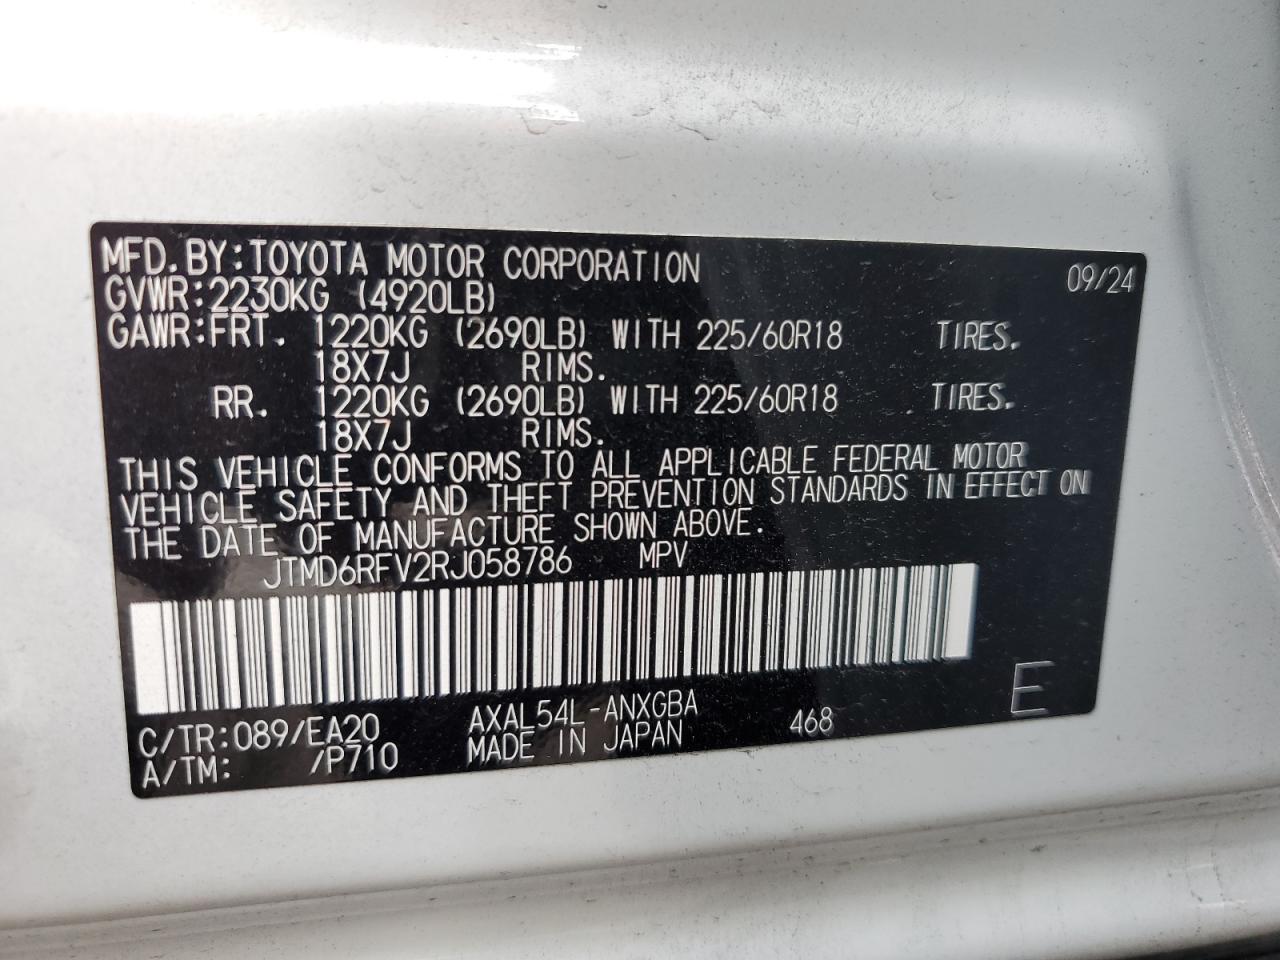 MFD. BY: TOYOTA MOTOR CORPORATION 09/24
GVWR: 2230KG (4920LB)
GAWR: FRT. 1220KG (2690LB) WITH 225/60R18 TIRES.
18X7J RIMS.
RR. 1220KG (2690LB) WITH 225/60R18 TIRES.
18X7J RIMS.
THIS VEHICLE CONFORMS TO ALL APPLICABLE FEDERAL MOTOR
VEHICLE SAFETY AND THEFT PREVENTION STANDARDS IN EFFECT ON
THE DATE OF MANUFACTURE SHOWN ABOVE.
JTMD6RFV2RJ058786 MPV
C/TR: 089/EA20 AXAL54L-ANXGBA 468 E
A/TM: /P710 MADE IN JAPAN